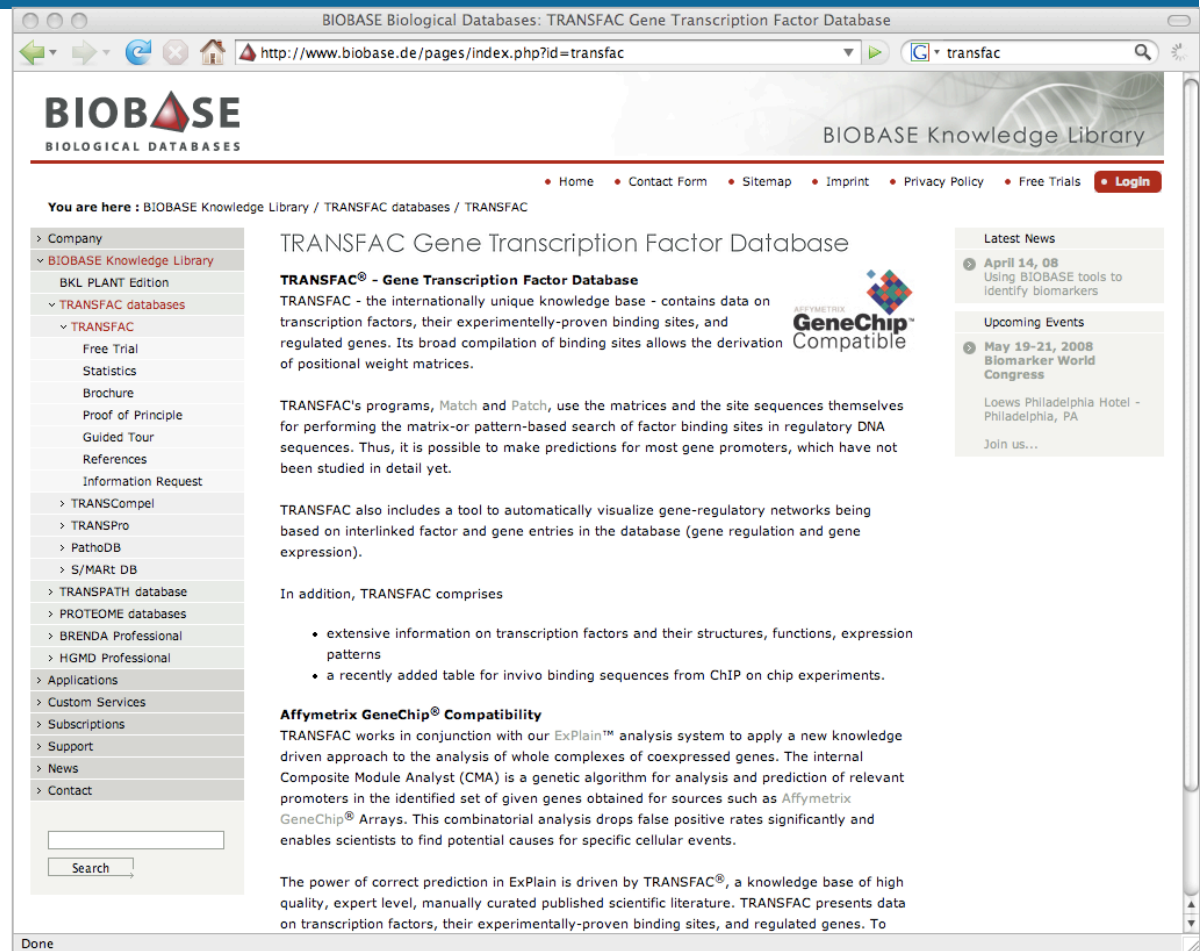 BIOBASE Biological Databases: TRANSFAC Gene Transcription Factor Database
http://www.biobase.de/pages/index.php?id=transfac
G transfac
BIOBASE
BIOLOGICAL DATABASES
BIOBASE Knowledge Library
• Home • Contact Form • Sitemap • Imprint • Privacy Policy • Free Trials • Login
You are here : BIOBASE Knowledge Library / TRANSFAC databases / TRANSFAC
> Company
BIOBASE Knowledge Library
BKL PLANT Edition
TRANSFAC databases
TRANSFAC
Free Trial
Statistics
Brochure
Proof of Principle
Guided Tour
References
Information Request
> TRANSCompel
> TRANSPro
> PathoDB
> S/MARt DB
> TRANSPATH database
> PROTEOME databases
> BRENDA Professional
> HGMD Professional
> Applications
> Custom Services
> Subscriptions
> Support
> News
> Contact
Search
TRANSFAC Gene Transcription Factor Database
TRANSFAC® - Gene Transcription Factor Database
TRANSFAC - the internationally unique knowledge base - contains data on
transcription factors, their experimentelly-proven binding sites, and
regulated genes. Its broad compilation of binding sites allows the derivation
of positional weight matrices.
AFFYMETRIX
GeneChip™
Compatible
TRANSFAC's programs, Match and Patch, use the matrices and the site sequences themselves
for performing the matrix-or pattern-based search of factor binding sites in regulatory DNA
sequences. Thus, it is possible to make predictions for most gene promoters, which have not
been studied in detail yet.
TRANSFAC also includes a tool to automatically visualize gene-regulatory networks being
based on interlinked factor and gene entries in the database (gene regulation and gene
expression).
In addition, TRANSFAC comprises
• extensive information on transcription factors and their structures, functions, expression
patterns
• a recently added table for invivo binding sequences from ChIP on chip experiments.
Affymetrix GeneChip® Compatibility
TRANSFAC works in conjunction with our ExPlain™ analysis system to apply a new knowledge
driven approach to the analysis of whole complexes of coexpressed genes. The internal
Composite Module Analyst (CMA) is a genetic algorithm for analysis and prediction of relevant
promoters in the identified set of given genes obtained for sources such as Affymetrix
GeneChip® Arrays. This combinatorial analysis drops false positive rates significantly and
enables scientists to find potential causes for specific cellular events.
The power of correct prediction in ExPlain is driven by TRANSFAC®, a knowledge base of high
quality, expert level, manually curated published scientific literature. TRANSFAC presents data
on transcription factors, their experimentally-proven binding sites, and regulated genes. To
Latest News
April 14, 08
Using BIOBASE tools to
identify biomarkers
Upcoming Events
May 19-21, 2008
Biomarker World
Congress
Loews Philadelphia Hotel -
Philadelphia, PA
Join us...
Done